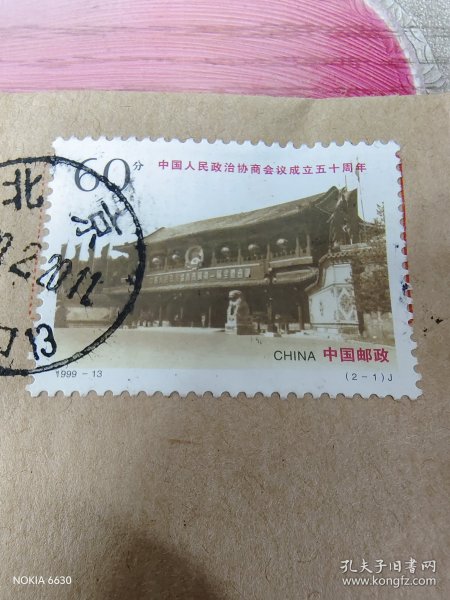 60分 中国人民政治协商会议成立五十周年
北京
13
CHINA 中国邮政
1999-13
(2-1)J
NOKIA 6630
孔夫子旧书网
www.kongfz.com